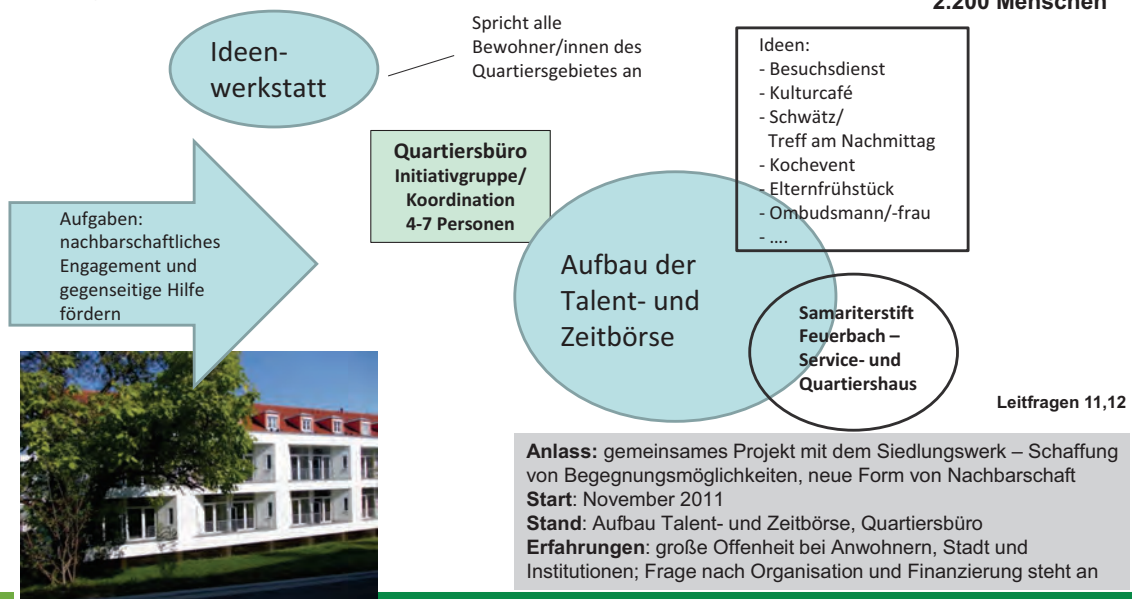 2.200 Menschen
Ideen-
werkstatt
Spricht alle
Bewohner/innen des
Quartiersgebietes an
Ideen:
- Besuchsdienst
- Kulturcafé
- Schwätz/
Treff am Nachmittag
- Kochevent
- Elternfrühstück
- Ombudsmann/-frau
- ....
Quartiersbüro
Initiativgruppe/
Koordination
4-7 Personen
Aufgaben:
nachbarschaftliches
Engagement und
gegenseitige Hilfe
fördern
Aufbau der
Talent- und
Zeitbörse
Samariterstift
Feuerbach –
Service- und
Quartiershaus
Leitfragen 11,12
Anlass: gemeinsames Projekt mit dem Siedlungswerk – Schaffung
von Begegnungsmöglichkeiten, neue Form von Nachbarschaft
Start: November 2011
Stand: Aufbau Talent- und Zeitbörse, Quartiersbüro
Erfahrungen: große Offenheit bei Anwohnern, Stadt und
Institutionen; Frage nach Organisation und Finanzierung steht an